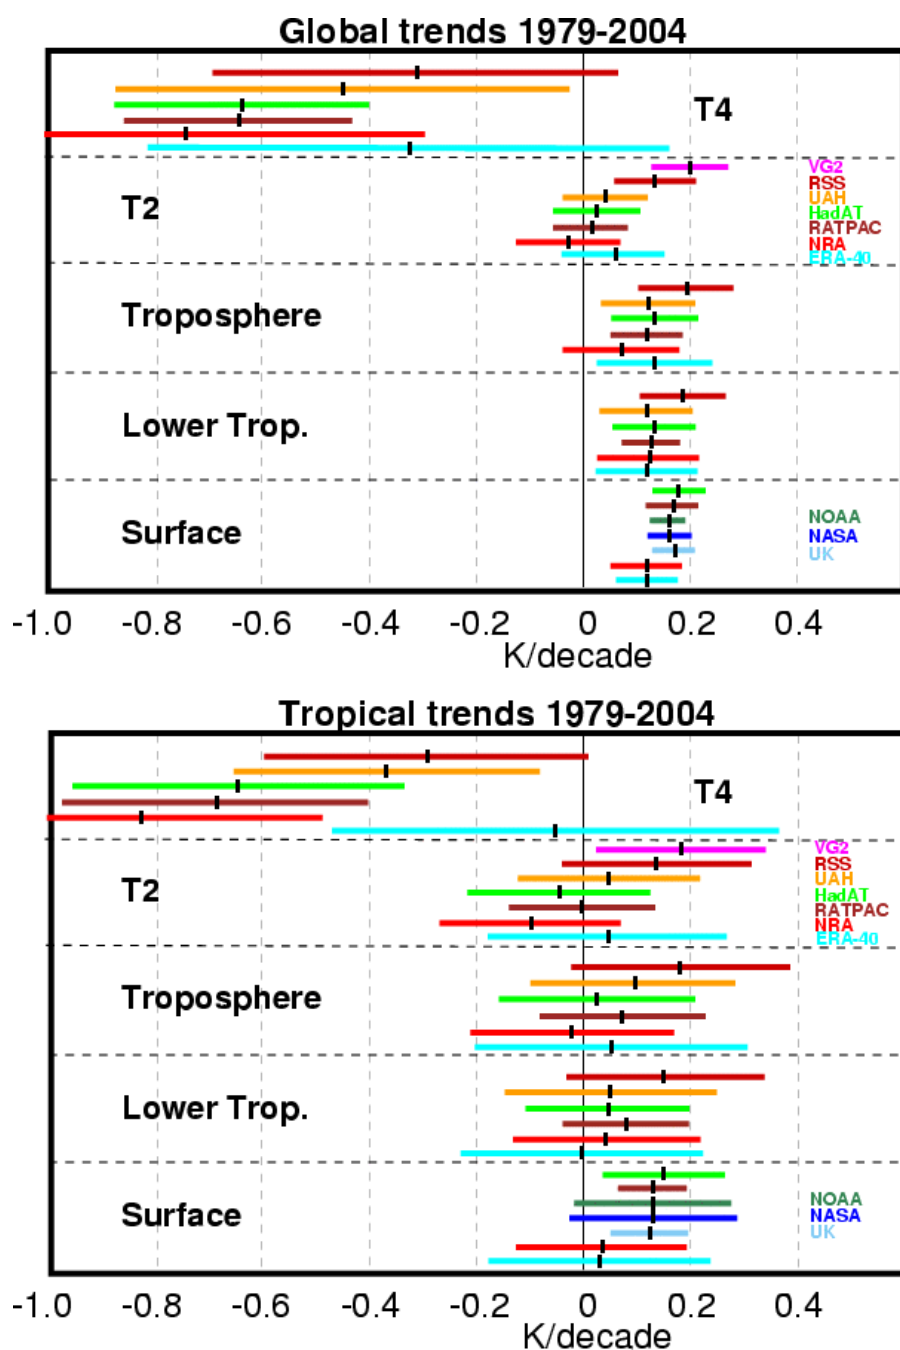 Global trends 1979-2004
T4
T2
VG2
RSS
UAH
HadAT
RATPAC
NRA
ERA-40
Troposphere
Lower Trop.
Surface
NOAA
NASA
UK
-1.0 -0.8 -0.6 -0.4 -0.2 0 0.2 0.4
K/decade
Tropical trends 1979-2004
T4
T2
VG2
RSS
UAH
HadAT
RATPAC
NRA
ERA-40
Troposphere
Lower Trop.
Surface
NOAA
NASA
UK
-1.0 -0.8 -0.6 -0.4 -0.2 0 0.2 0.4
K/decade